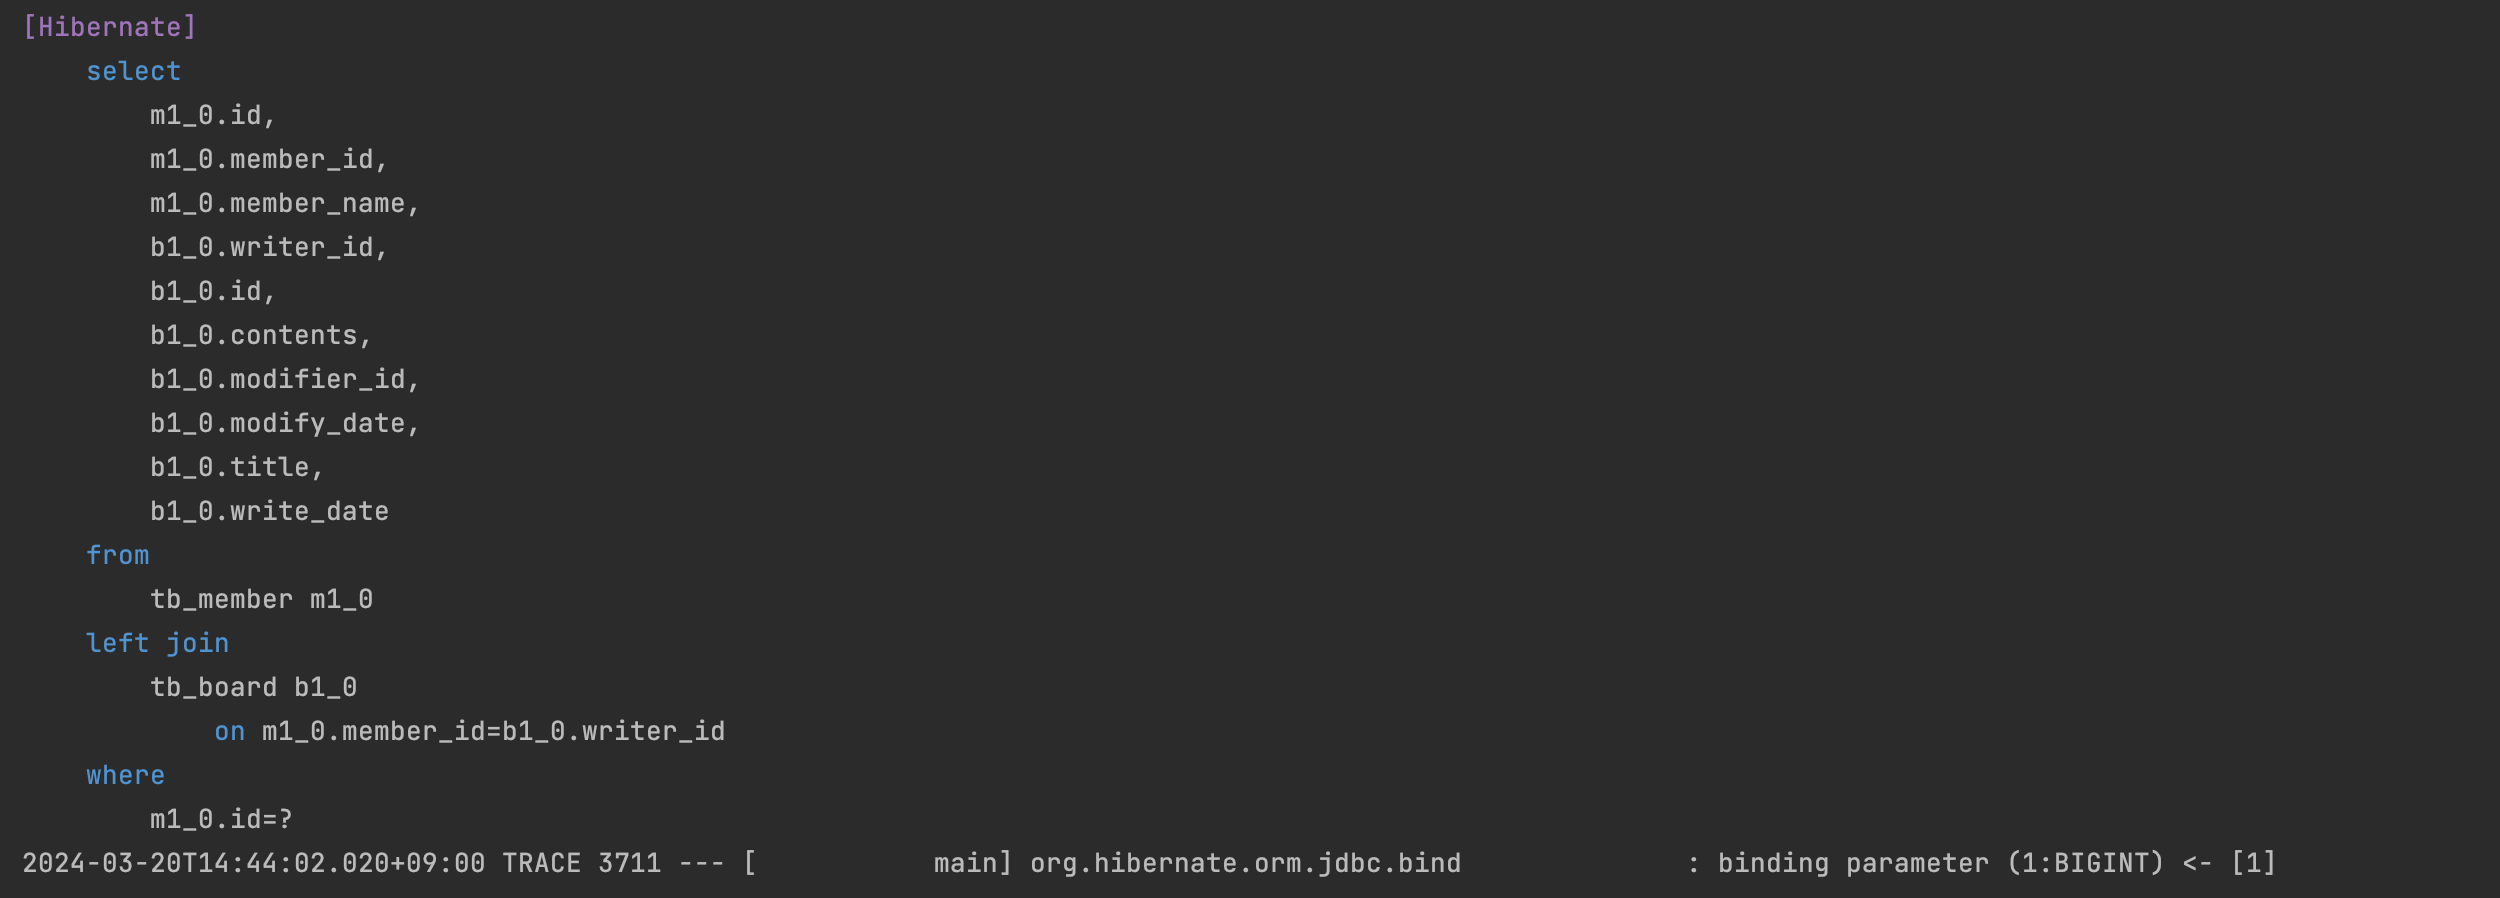 [Hibernate]
select
m1_0.id,
m1_0.member_id,
m1_0.member_name,
b1_0.writer_id,
b1_0.id,
b1_0.contents,
b1_0.modifier_id,
b1_0.modify_date,
b1_0.title,
b1_0.write_date
from
tb_member m1_0
left join
tb_board b1_0
on m1_0.member_id=b1_0.writer_id
where
m1_0.id=?
2024-03-20T14:44:02.020+09:00 TRACE 3711 --- [           main] org.hibernate.orm.jdbc.bind              : binding parameter (1:BIGINT) <- [1]